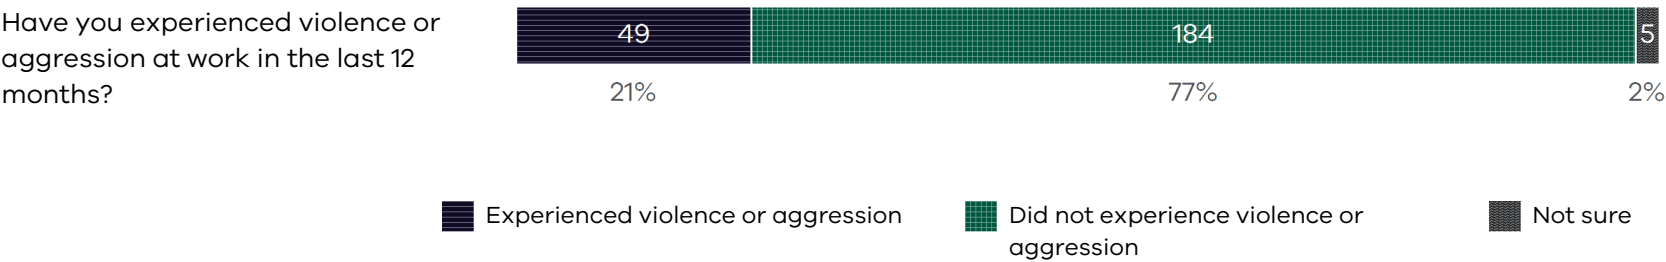 Have you experienced violence or
aggression at work in the last 12
months?
49
184
5
21%
77%
2%
Experienced violence or aggression
Did not experience violence or
aggression
Not sure